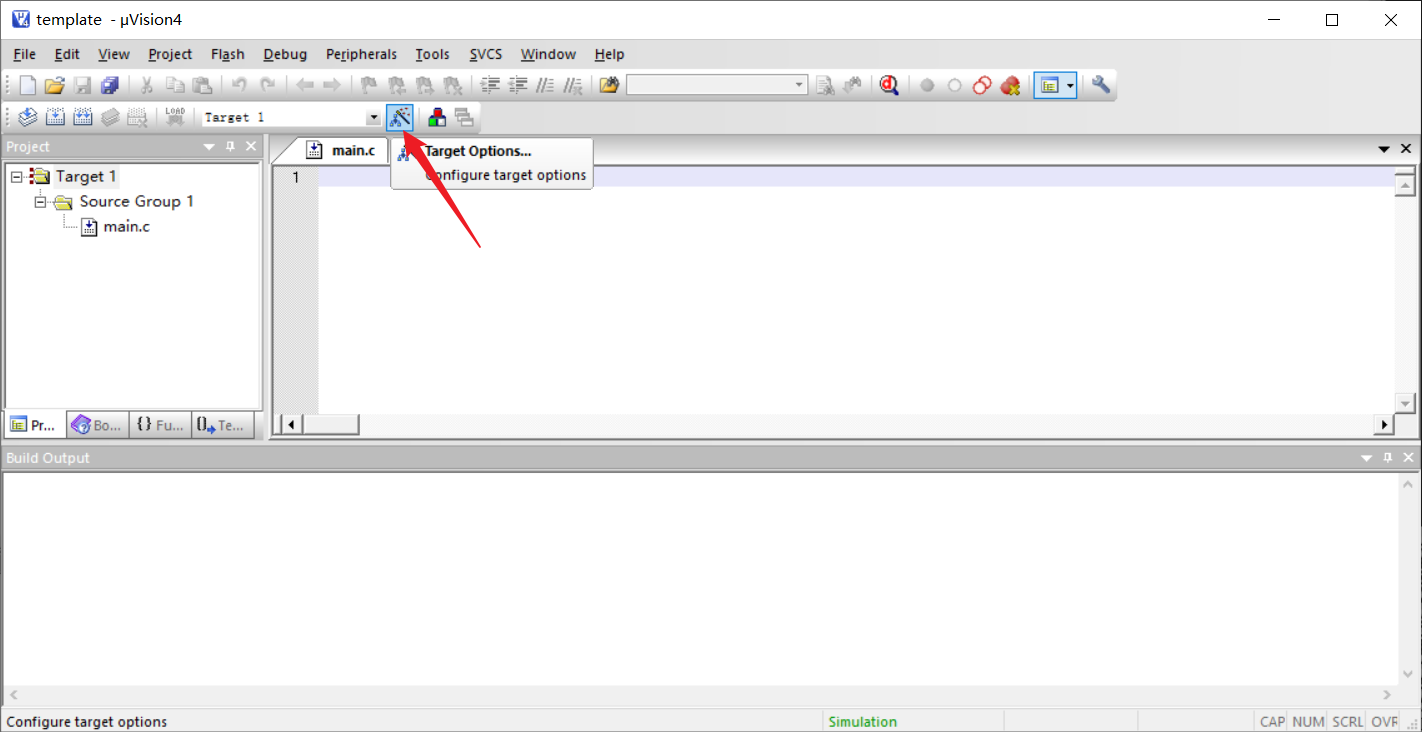 template - µVision4
File Edit View Project Flash Debug Peripherals Tools SVCS Window Help
LOAD Target 1
Project
main.c
Target Options...
Configure target options
1
Target 1
Source Group 1
main.c
Pr... Bo... {} Fu... 0 Te...
Build Output
Configure target options Simulation CAP NUM SCRL OVR